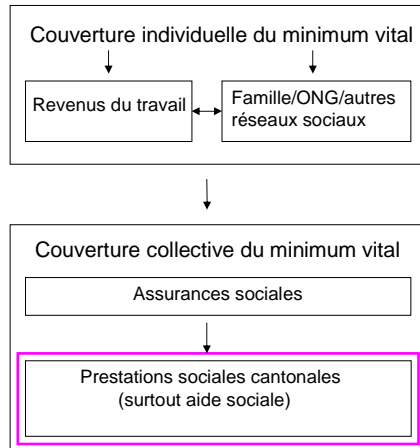 Couverture individuelle du minimum vital
Revenus du travail
Famille/ONG/autres
réseaux sociaux
Couverture collective du minimum vital
Assurances sociales
Prestations sociales cantonales
(surtout aide sociale)